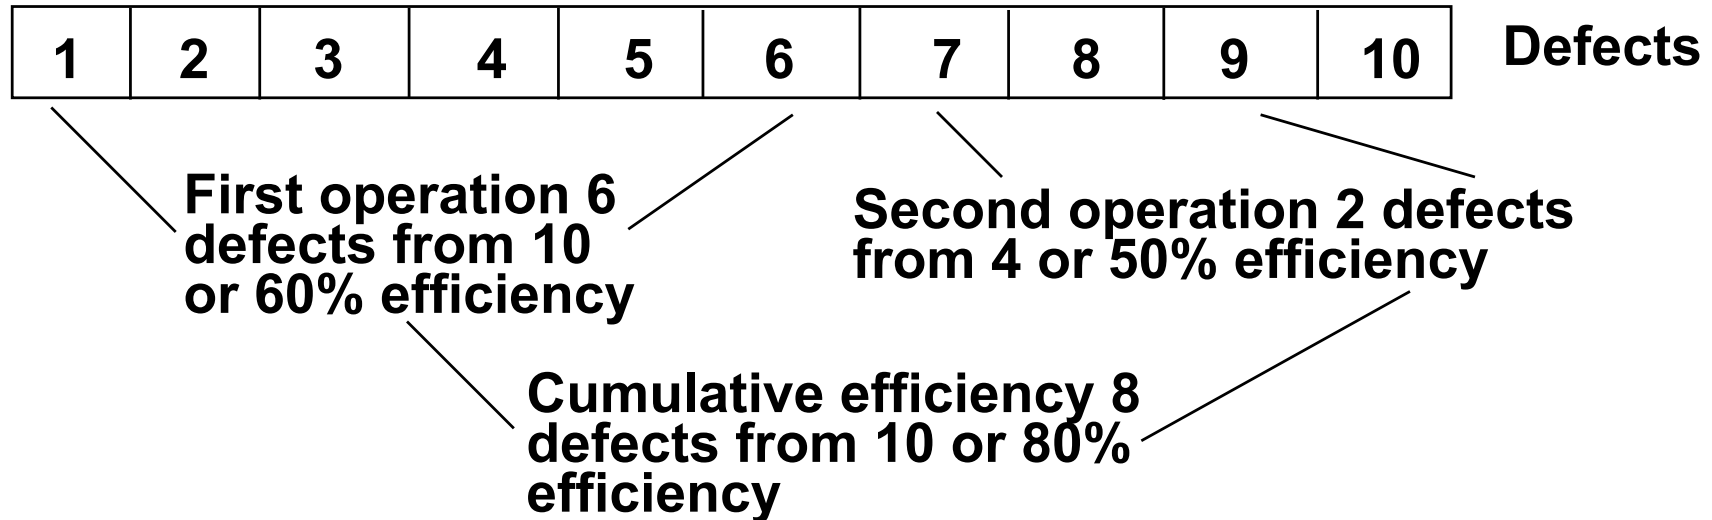 1 2 3 4 5 6 7 8 9 10 Defects
First operation 6
defects from 10
or 60% efficiency
Second operation 2 defects
from 4 or 50% efficiency
Cumulative efficiency 8
defects from 10 or 80%
efficiency